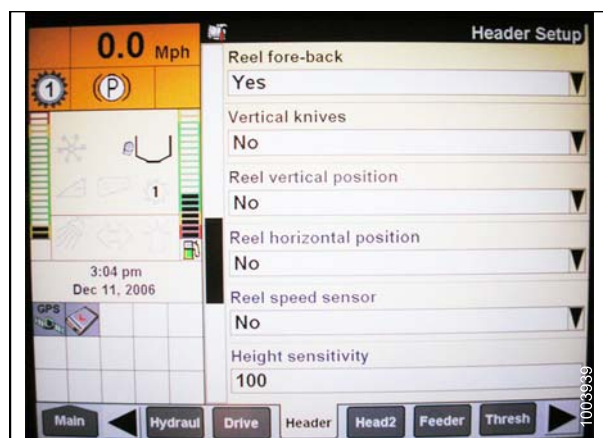 0.0 Mph
Header Setup
1
(P)
Reel fore-back
Yes
Vertical knives
No
1
Reel vertical position
No
Reel horizontal position
No
3:04 pm
Dec 11, 2006
Reel speed sensor
No
GPS
Height sensitivity
100
Main
Hydraul
Drive
Header
Head2
Feeder
Thresh
1003939